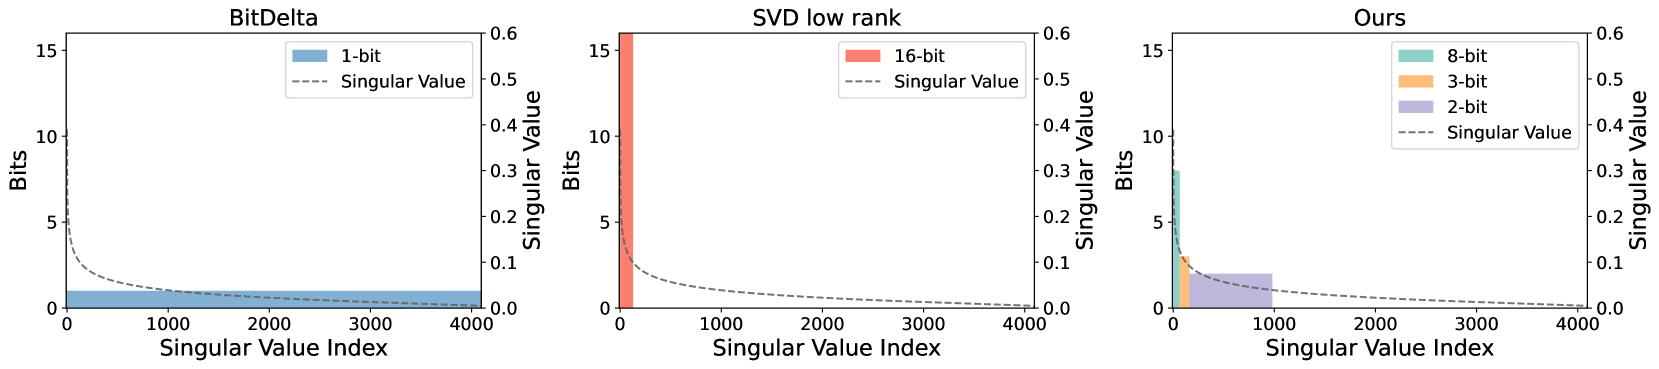 BitDelta
15
10
5
0
Bits
0.6
0.5
0.4
0.3
0.2
0.1
0.0
Singular Value
1-bit
Singular Value
0 1000 2000 3000 4000
Singular Value Index
SVD low rank
15
10
5
0
Bits
0.6
0.5
0.4
0.3
0.2
0.1
0.0
Singular Value
16-bit
Singular Value
0 1000 2000 3000 4000
Singular Value Index
Ours
15
10
5
0
Bits
0.6
0.5
0.4
0.3
0.2
0.1
0.0
Singular Value
8-bit
3-bit
2-bit
Singular Value
0 1000 2000 3000 4000
Singular Value Index